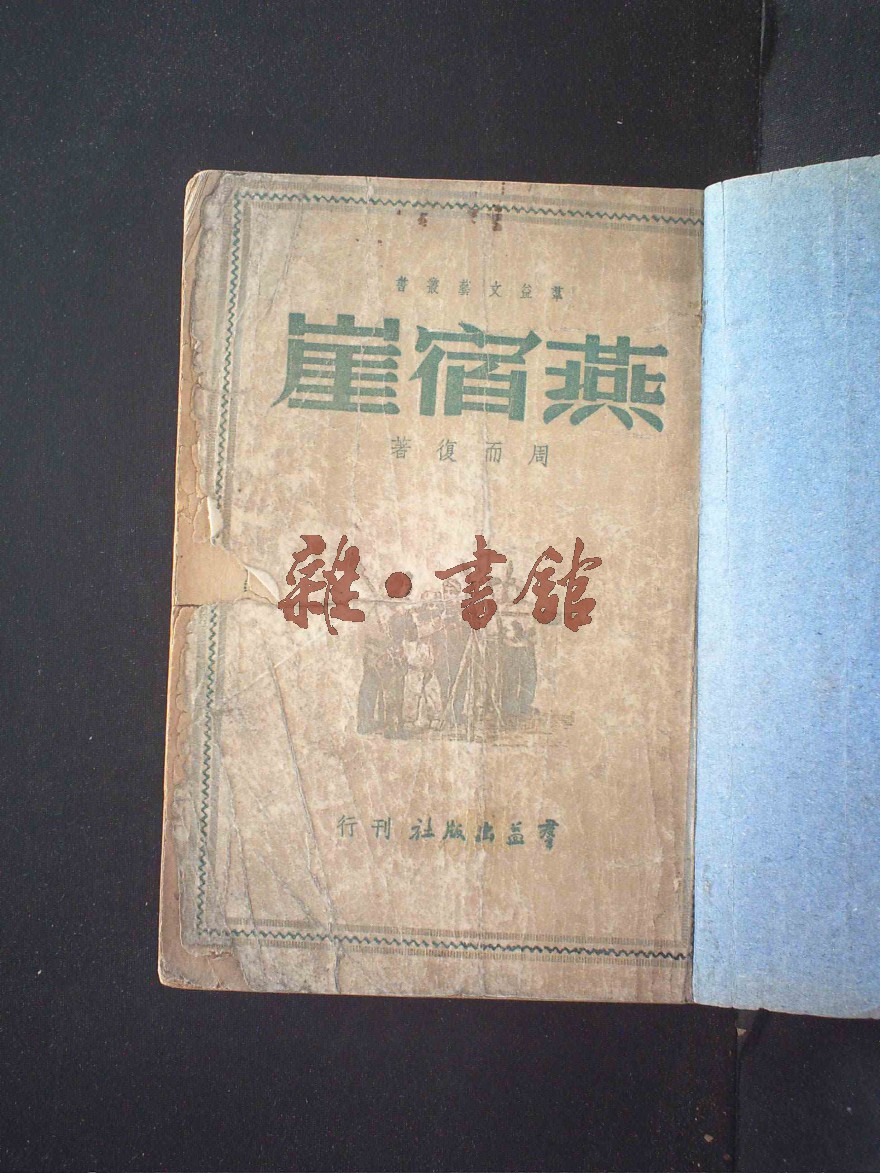 羣益文藝叢書
燕宿崖
周而復著
雜·書館
羣益出版社刊行